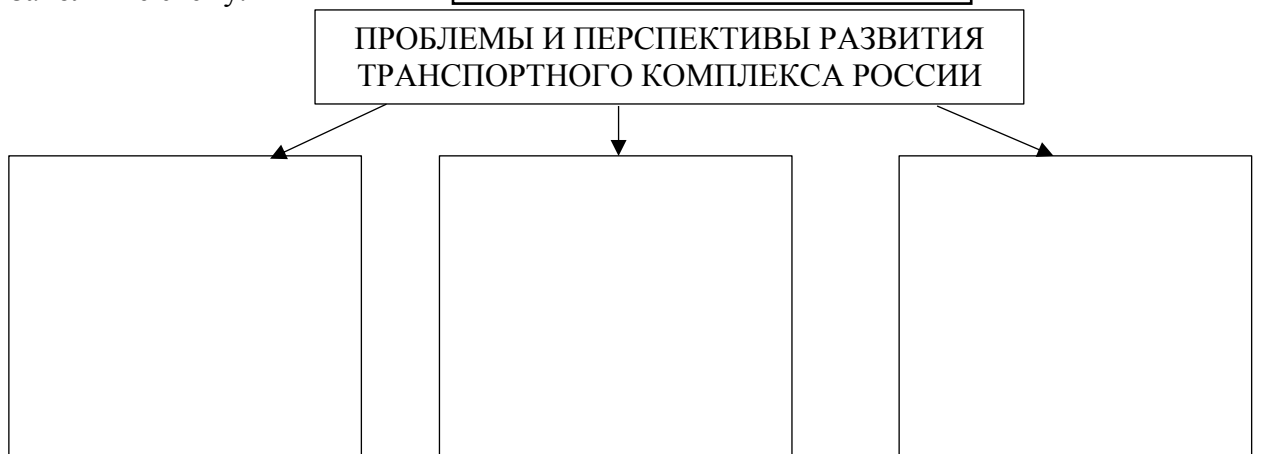 ПРОБЛЕМЫ И ПЕРСПЕКТИВЫ РАЗВИТИЯ
ТРАНСПОРТНОГО КОМПЛЕКСА РОССИИ